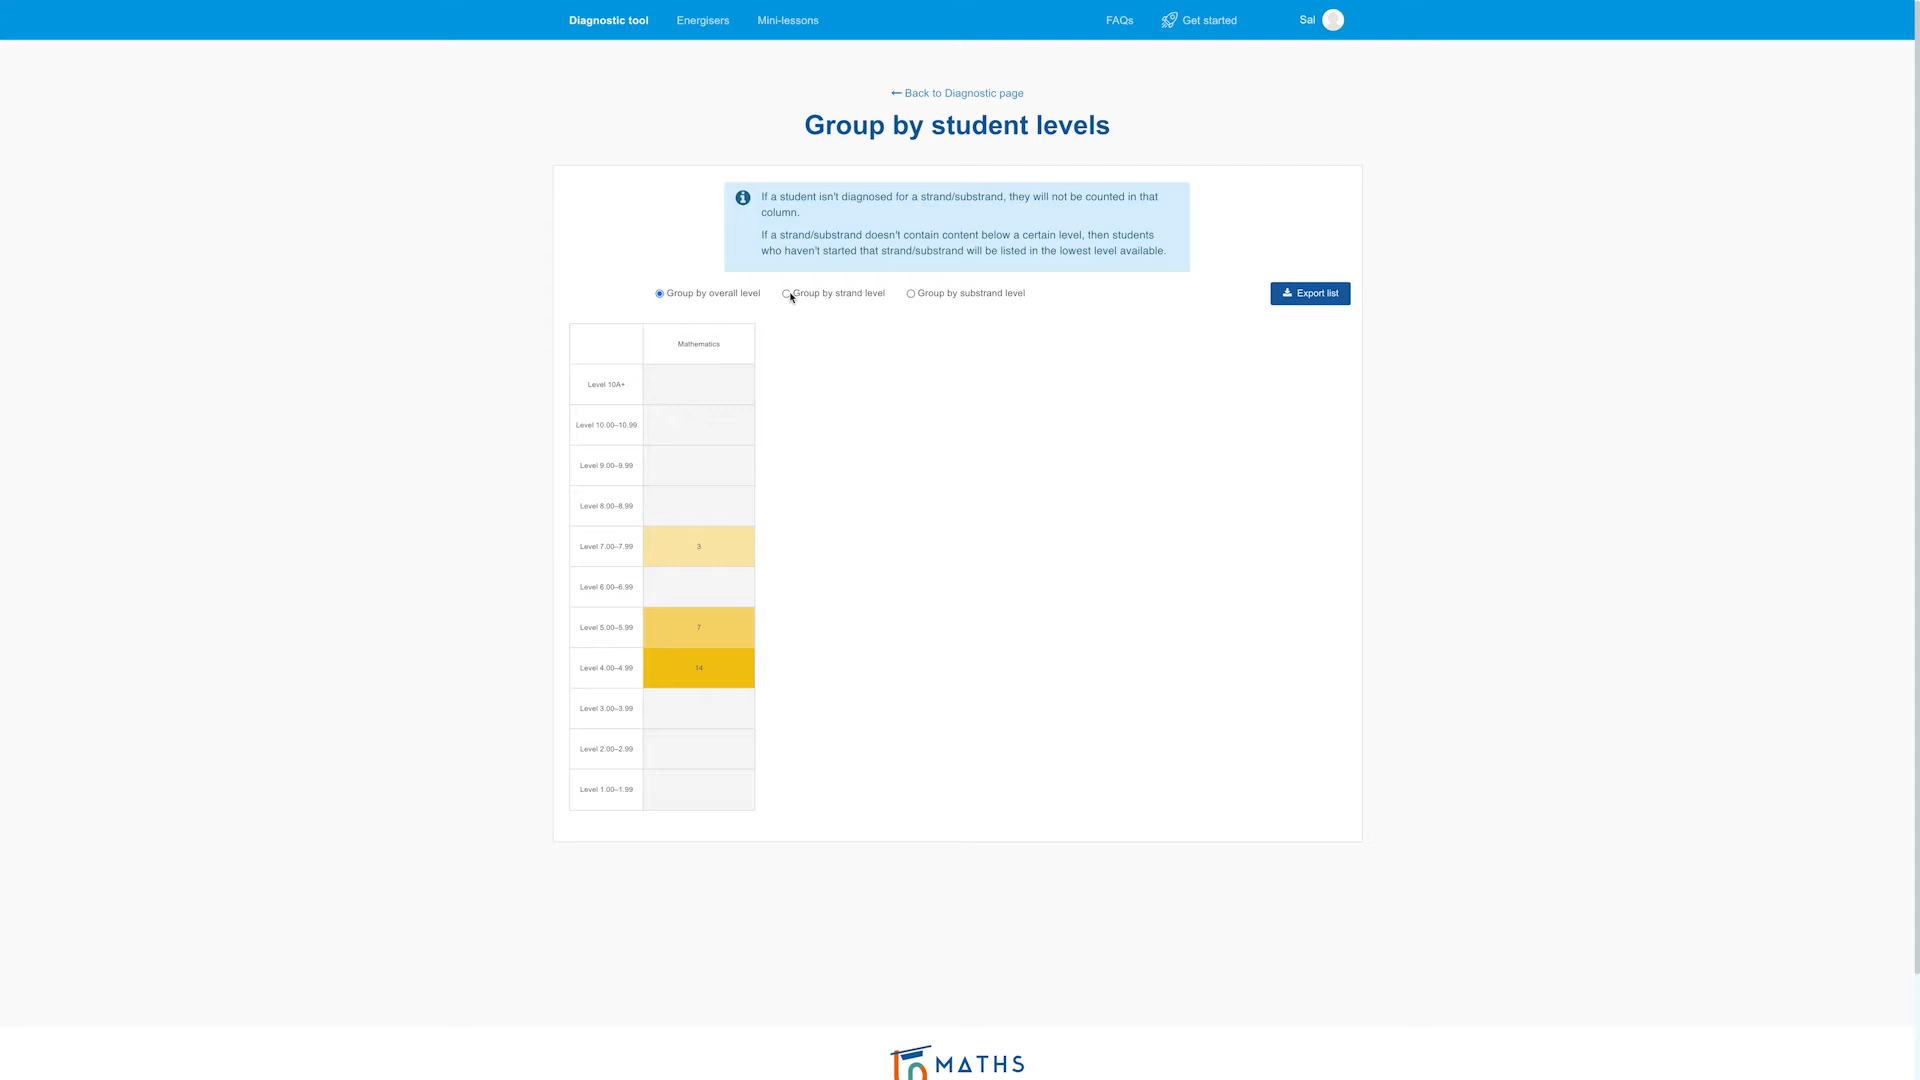 Diagnostic tool Energisers Mini-lessons FAQs Get started Sal
Back to Diagnostic page
Group by student levels
If a student isn't diagnosed for a strand/substrand, they will not be counted in that
column.
If a strand/substrand doesn't contain content below a certain level, then students
who haven't started that strand/substrand will be listed in the lowest level available.
Group by overall level Group by strand level Group by substrand level Export list
Mathematics
Level 10A+
Level 10.00–10.99
Level 9.00–9.99
Level 8.00–8.99
Level 7.00–7.99 3
Level 6.00–6.99
Level 5.00–5.99 7
Level 4.00–4.99 14
Level 3.00–3.99
Level 2.00–2.99
Level 1.00–1.99
MATHS